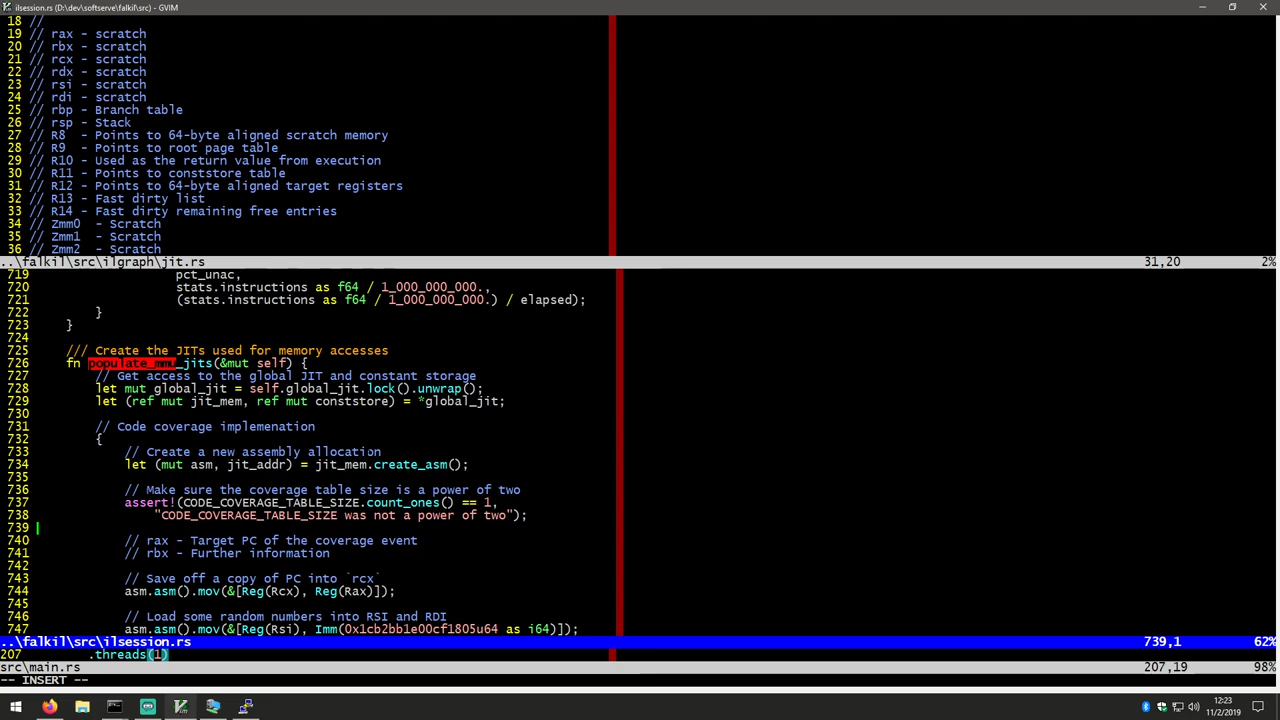 ilsession.rs (D:\dev\softserve\falkil\src) - GVIM
18 //
19 // rax - scratch
20 // rbx - scratch
21 // rcx - scratch
22 // rdx - scratch
23 // rsi - scratch
24 // rdi - scratch
25 // rbp - Branch table
26 // rsp - Stack
27 // R8  - Points to 64-byte aligned scratch memory
28 // R9  - Points to root page table
29 // R10 - Used as the return value from execution
30 // R11 - Points to conststore table
31 // R12 - Points to 64-byte aligned target registers
32 // R13 - Fast dirty list
33 // R14 - Fast dirty remaining free entries
34 // Zmm0  - Scratch
35 // Zmm1  - Scratch
36 // Zmm2  - Scratch
..\falkil\src\ilgraph\jit.rs 31,20 2%
719 pct_unac,
720 stats.instructions as f64 / 1_000_000_000.,
721 (stats.instructions as f64 / 1_000_000_000.) / elapsed);
722 }
723 }
724
725 /// Create the JITs used for memory accesses
726 fn populate_mmu_jits(&mut self) {
727 // Get access to the global JIT and constant storage
728 let mut global_jit = self.global_jit.lock().unwrap();
729 let (ref mut jit_mem, ref mut conststore) = *global_jit;
730
731 // Code coverage implemenation
732 {
733 // Create a new assembly allocation
734 let (mut asm, jit_addr) = jit_mem.create_asm();
735
736 // Make sure the coverage table size is a power of two
737 assert!(CODE_COVERAGE_TABLE_SIZE.count_ones() == 1,
738 "CODE_COVERAGE_TABLE_SIZE was not a power of two");
739
740 // rax - Target PC of the coverage event
741 // rbx - Further information
742
743 // Save off a copy of PC into `rcx`
744 asm.asm().mov(&[Reg(Rcx), Reg(Rax)]);
745
746 // Load some random numbers into RSI and RDI
747 asm.asm().mov(&[Reg(Rsi), Imm(0x1cb2bb1e00cf1805u64 as i64)]);
..\falkil\src\ilsession.rs 739,1 62%
207 .threads(1)
src\main.rs 207,19 98%
-- INSERT --
12:23
11/2/2019